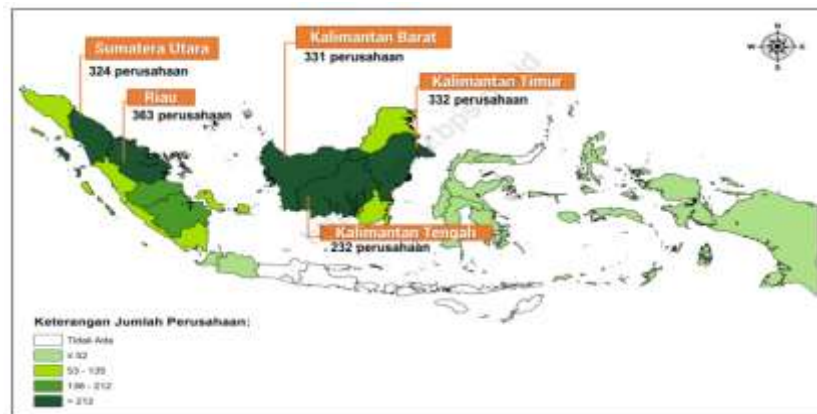 Sumatera Utara
324 perusahaan
Riau
363 perusahaan
Kalimantan Barat
331 perusahaan
Kalimantan Timur
332 perusahaan
Kalimantan Tengah
232 perusahaan
N
W
S
Keterangan Jumlah Perusahaan:
Tidak Ada
≤ 52
53 - 135
136 - 212
> 212